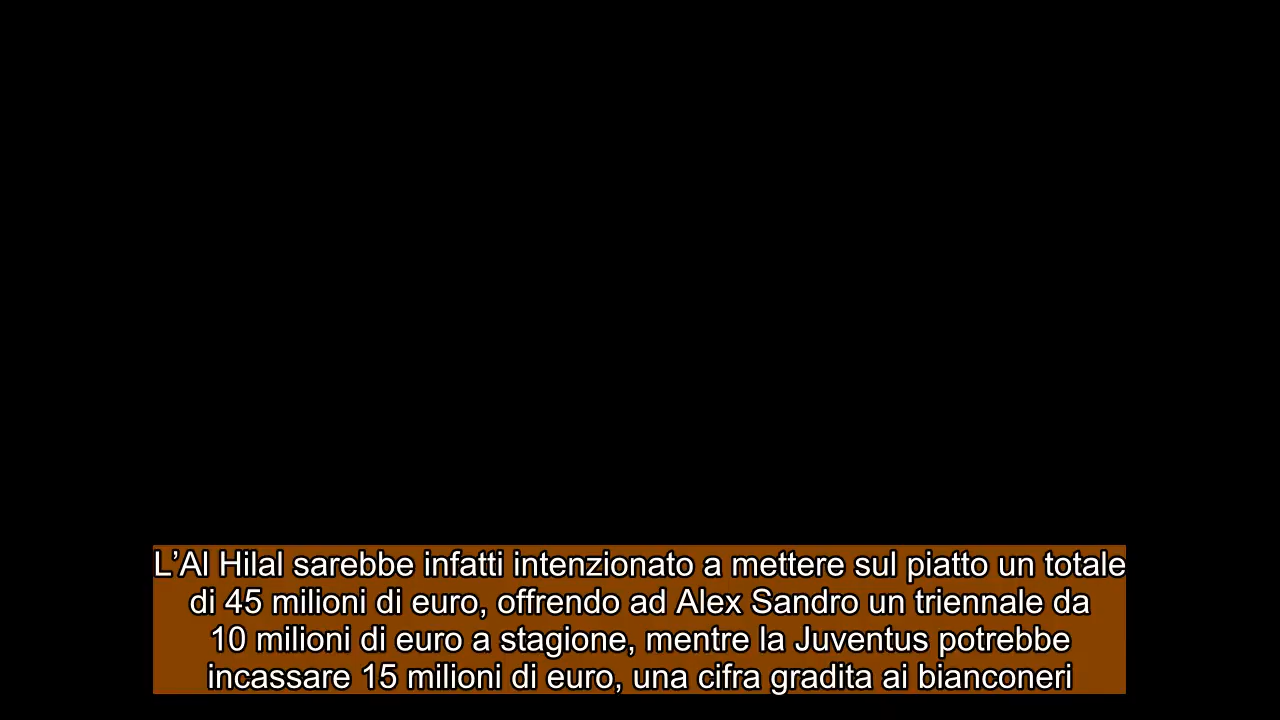 L’Al Hilal sarebbe infatti intenzionato a mettere sul piatto un totale
di 45 milioni di euro, offrendo ad Alex Sandro un triennale da
10 milioni di euro a stagione, mentre la Juventus potrebbe
incassare 15 milioni di euro, una cifra gradita ai bianconeri